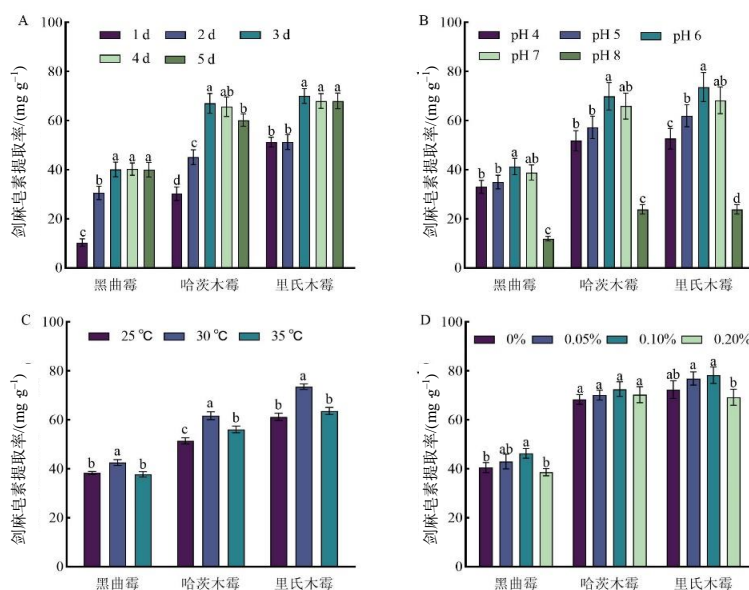 A
1 d 2 d 3 d
4 d 5 d
剑麻皂素提取率/(mg g⁻¹)
100
80
60
40
20
0
c b a a a
d c a ab b
b b a a a
黑曲霉 哈茨木霉 里氏木霉
B
pH 4 pH 5 pH 6
pH 7 pH 8
剑麻皂素提取率/(mg g⁻¹)
100
80
60
40
20
0
b b a ab c
b b a ab c
c b a ab d
黑曲霉 哈茨木霉 里氏木霉
C
25 ℃ 30 ℃ 35 ℃
剑麻皂素提取率/(mg g⁻¹)
100
80
60
40
20
0
b a b
c a b
b a b
黑曲霉 哈茨木霉 里氏木霉
D
0% 0.05% 0.10% 0.20%
剑麻皂素提取率/(mg g⁻¹)
100
80
60
40
20
0
b ab a b
a a a a
ab a a b
黑曲霉 哈茨木霉 里氏木霉